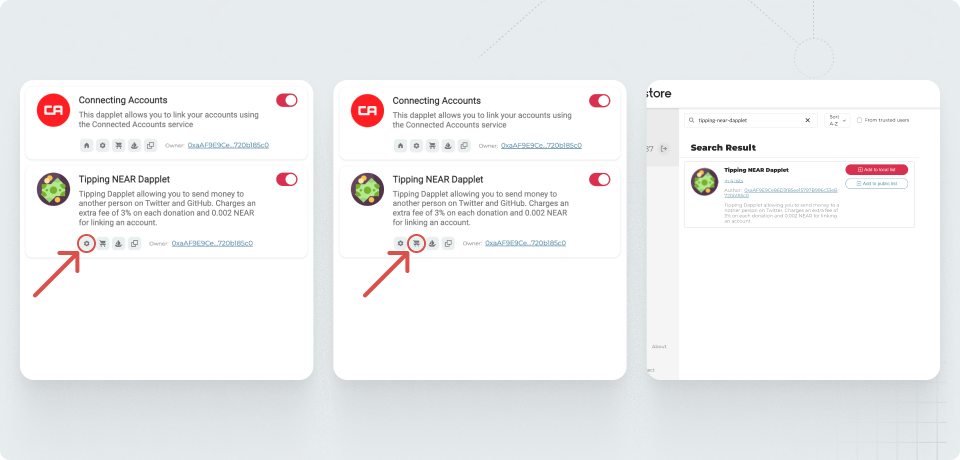 CA
Connecting Accounts
This dapplet allows you to link your accounts using
the Connected Accounts service
Owner: 0xaAF9E9Ce...720b185c0
Tipping NEAR Dapplet
Tipping Dapplet allowing you to send money to
another person on Twitter and GitHub. Charges an
extra fee of 3% on each donation and 0.002 NEAR
for linking an account.
Owner: 0xaAF9E9Ce...720b185c0
CA
Connecting Accounts
This dapplet allows you to link your accounts using
the Connected Accounts service
Owner: 0xaAF9E9Ce...720b185c0
Tipping NEAR Dapplet
Tipping Dapplet allowing you to send money to
another person on Twitter and GitHub. Charges an
extra fee of 3% on each donation and 0.002 NEAR
for linking an account.
Owner: 0xaAF9E9Ce...720b185c0
store
tipping-near-dapplet
Sort
A-Z
From trusted users
37
Search Result
Tipping NEAR Dapplet
Add to local list
Add to public list
Author:
Tipping Dapplet allowing you to send money to a
nother person on Twitter. Charges an extra fee of
3% on each donation and 0.002 NEAR for linking
an account.
About
act